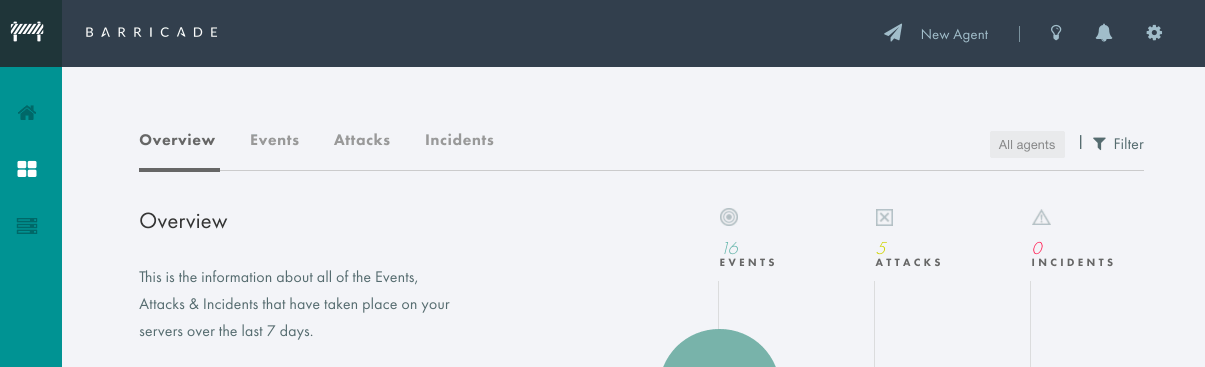 BARRICADE
New Agent
Overview Events Attacks Incidents
All agents | Filter
Overview
16 5 0
EVENTS ATTACKS INCIDENTS
This is the information about all of the Events,
Attacks & Incidents that have taken place on your
servers over the last 7 days.